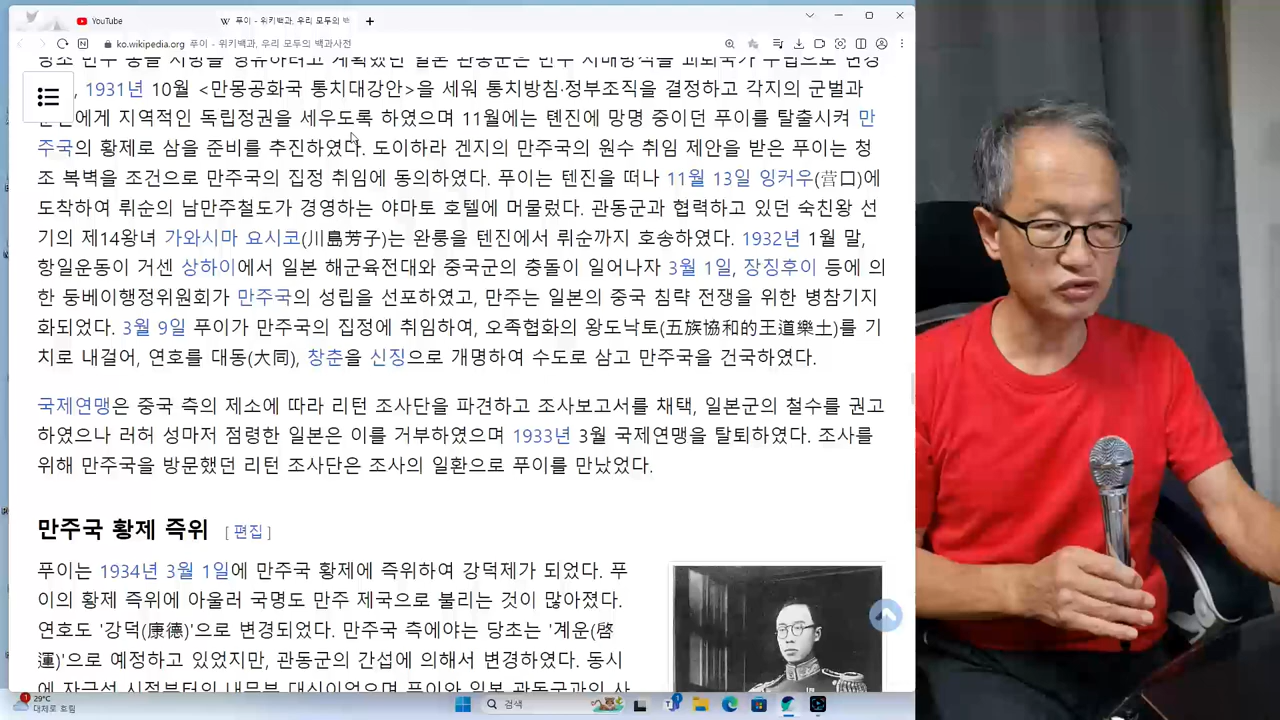 YouTube
푸이 - 위키백과, 우리 모두의 백
ko.wikipedia.org 푸이 - 위키백과, 우리 모두의 백과사전
, 1931년 10월 <만몽공화국 통치대강안>을 세워 통치방침·정부조직을 결정하고 각지의 군벌과
에게 지역적인 독립정권을 세우도록 하였으며 11월에는 톈진에 망명 중이던 푸이를 탈출시켜 만
주국의 황제로 삼을 준비를 추진하였다. 도이하라 겐지의 만주국의 원수 취임 제안을 받은 푸이는 청
조 복벽을 조건으로 만주국의 집정 취임에 동의하였다. 푸이는 텐진을 떠나 11월 13일 잉커우(营口)에
도착하여 뤼순의 남만주철도가 경영하는 야마토 호텔에 머물렀다. 관동군과 협력하고 있던 숙친왕 선
기의 제14왕녀 가와시마 요시코(川島芳子)는 완룽을 텐진에서 뤼순까지 호송하였다. 1932년 1월 말,
항일운동이 거센 상하이에서 일본 해군육전대와 중국군의 충돌이 일어나자 3월 1일, 장징후이 등에 의
한 둥베이행정위원회가 만주국의 성립을 선포하였고, 만주는 일본의 중국 침략 전쟁을 위한 병참기지
화되었다. 3월 9일 푸이가 만주국의 집정에 취임하여, 오족협화의 왕도낙토(五族協和的王道樂土)를 기
치로 내걸어, 연호를 대동(大同), 창춘을 신징으로 개명하여 수도로 삼고 만주국을 건국하였다.
국제연맹은 중국 측의 제소에 따라 리턴 조사단을 파견하고 조사보고서를 채택, 일본군의 철수를 권고
하였으나 러허 성마저 점령한 일본은 이를 거부하였으며 1933년 3월 국제연맹을 탈퇴하였다. 조사를
위해 만주국을 방문했던 리턴 조사단은 조사의 일환으로 푸이를 만났었다.
만주국 황제 즉위 [ 편집 ]
푸이는 1934년 3월 1일에 만주국 황제에 즉위하여 강덕제가 되었다. 푸
이의 황제 즉위에 아울러 국명도 만주 제국으로 불리는 것이 많아졌다.
연호도 '강덕(康德)'으로 변경되었다. 만주국 측에야는 당초는 '계운(啓
運)'으로 예정하고 있었지만, 관동군의 간섭에 의해서 변경하였다. 동시
29°C
대체로 흐림
검색